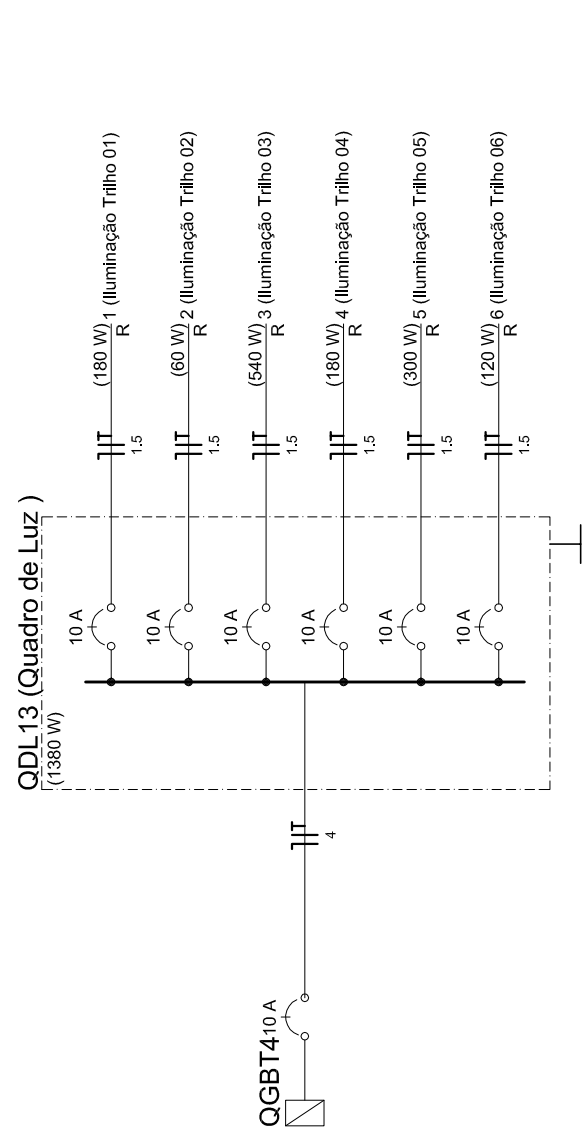 QDL13 (Quadro de Luz )
(1380 W)
10 A
1.5
(180 W)
1 (Iluminação Trilho 01)
R
10 A
1.5
(60 W)
2 (Iluminação Trilho 02)
R
10 A
1.5
(540 W)
3 (Iluminação Trilho 03)
R
10 A
1.5
(180 W)
4 (Iluminação Trilho 04)
R
10 A
1.5
(300 W)
5 (Iluminação Trilho 05)
R
10 A
1.5
(120 W)
6 (Iluminação Trilho 06)
R
QGBT4
10 A
4